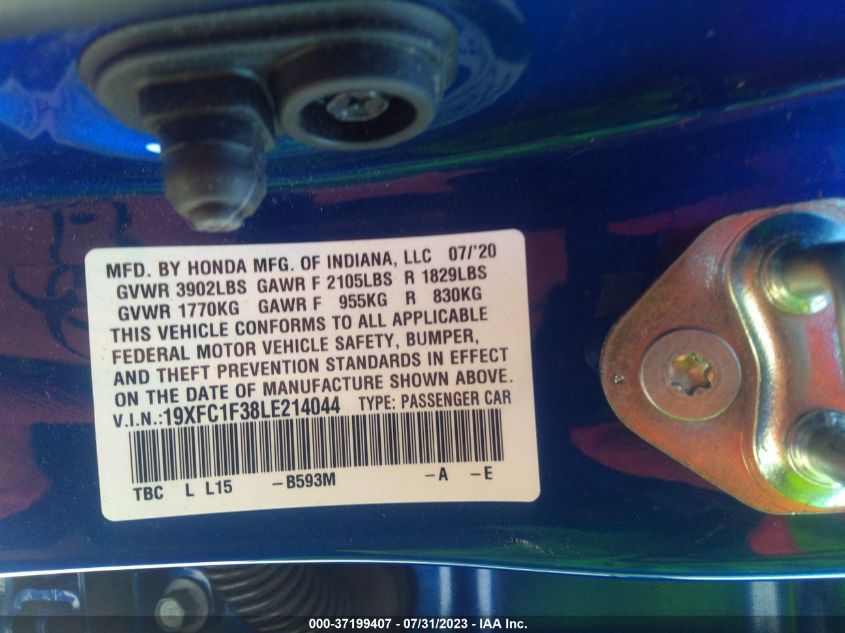 MFD. BY HONDA MFG. OF INDIANA, LLC 07/'20
GVWR 3902LBS GAWR F 2105LBS R 1829LBS
GVWR 1770KG GAWR F 955KG R 830KG
THIS VEHICLE CONFORMS TO ALL APPLICABLE
FEDERAL MOTOR VEHICLE SAFETY, BUMPER,
AND THEFT PREVENTION STANDARDS IN EFFECT
ON THE DATE OF MANUFACTURE SHOWN ABOVE.
V.I.N.:19XFC1F38LE214044 TYPE: PASSENGER CAR
TBC L L15 -B593M -A -E
000-37199407 - 07/31/2023 - IAA Inc.